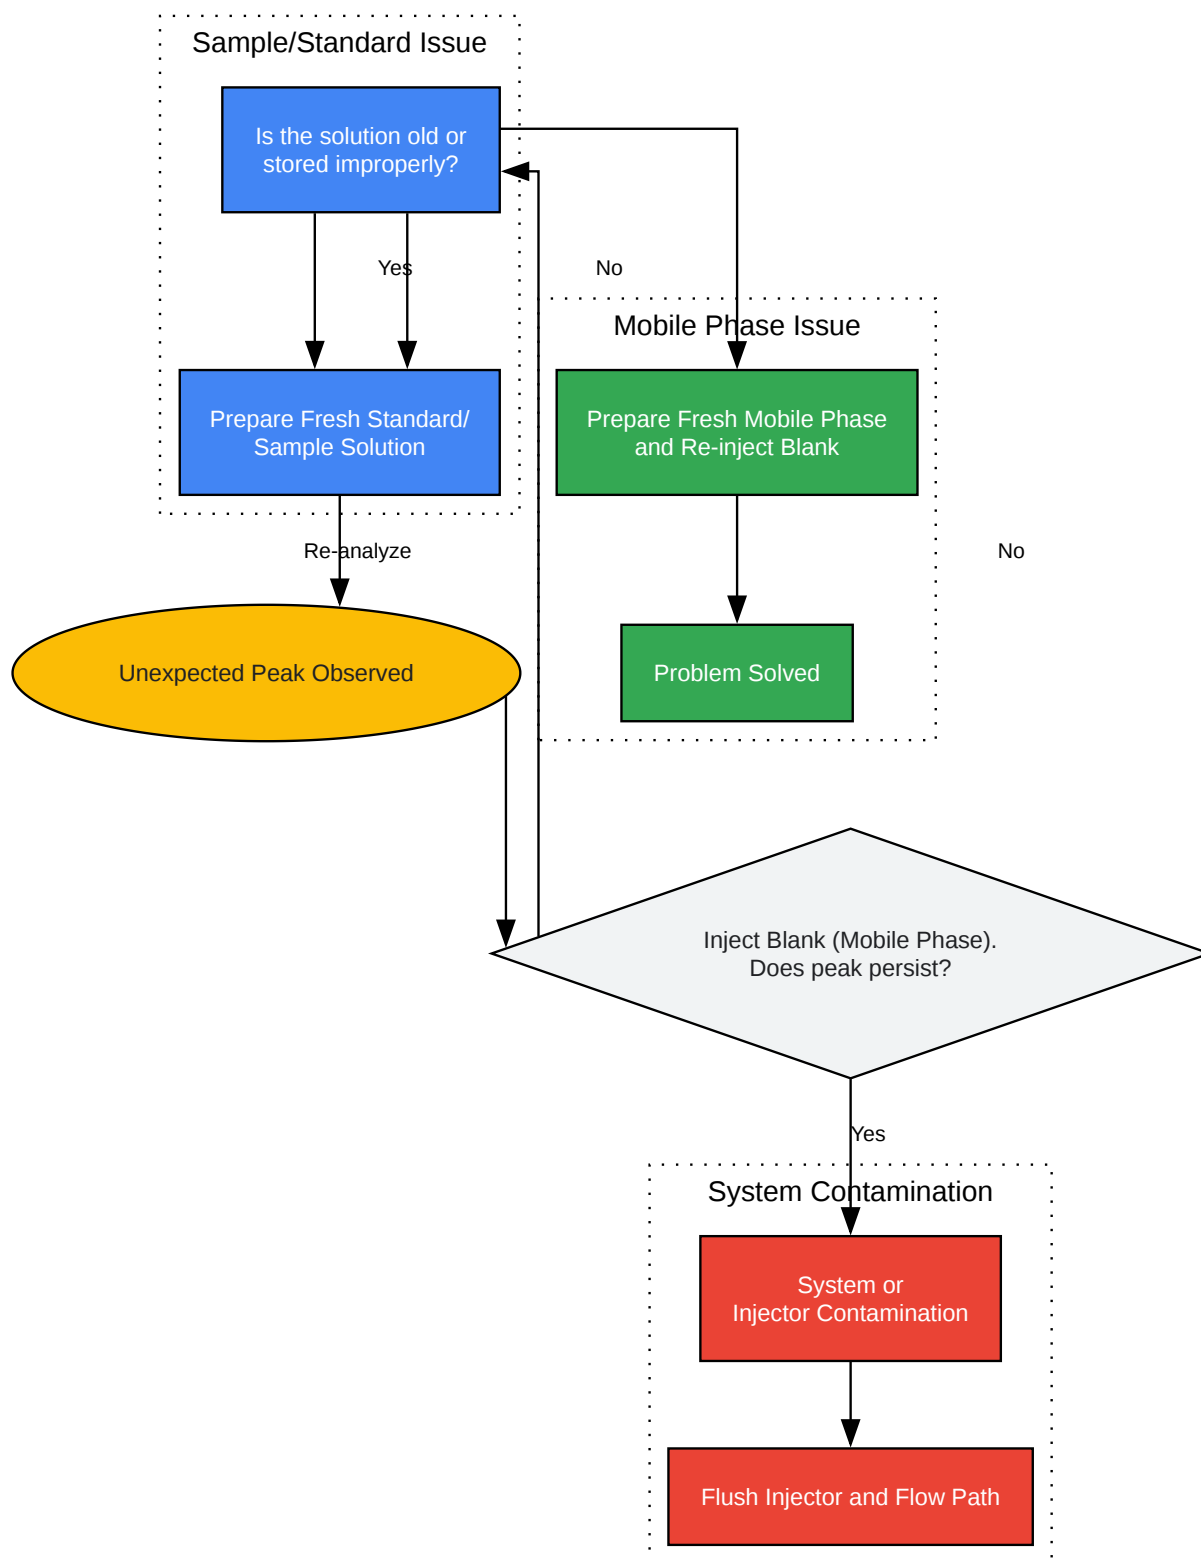 Sample/Standard Issue
Is the solution old or
stored improperly?
Yes
No
Mobile Phase Issue
Prepare Fresh Standard/
Sample Solution
Prepare Fresh Mobile Phase
and Re-inject Blank
Re-analyze
No
Unexpected Peak Observed
Problem Solved
Inject Blank (Mobile Phase).
Does peak persist?
Yes
System Contamination
System or
Injector Contamination
Flush Injector and Flow Path